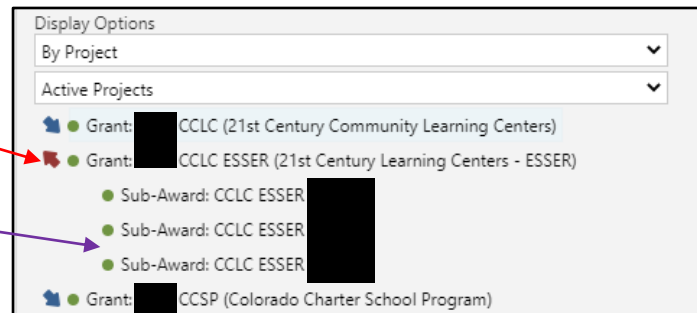 Display Options
By Project
Active Projects
Grant: CCLC (21st Century Community Learning Centers)
Grant: CCLC ESSER (21st Century Learning Centers - ESSER)
Sub-Award: CCLC ESSER
Sub-Award: CCLC ESSER
Sub-Award: CCLC ESSER
Grant: CCSP (Colorado Charter School Program)